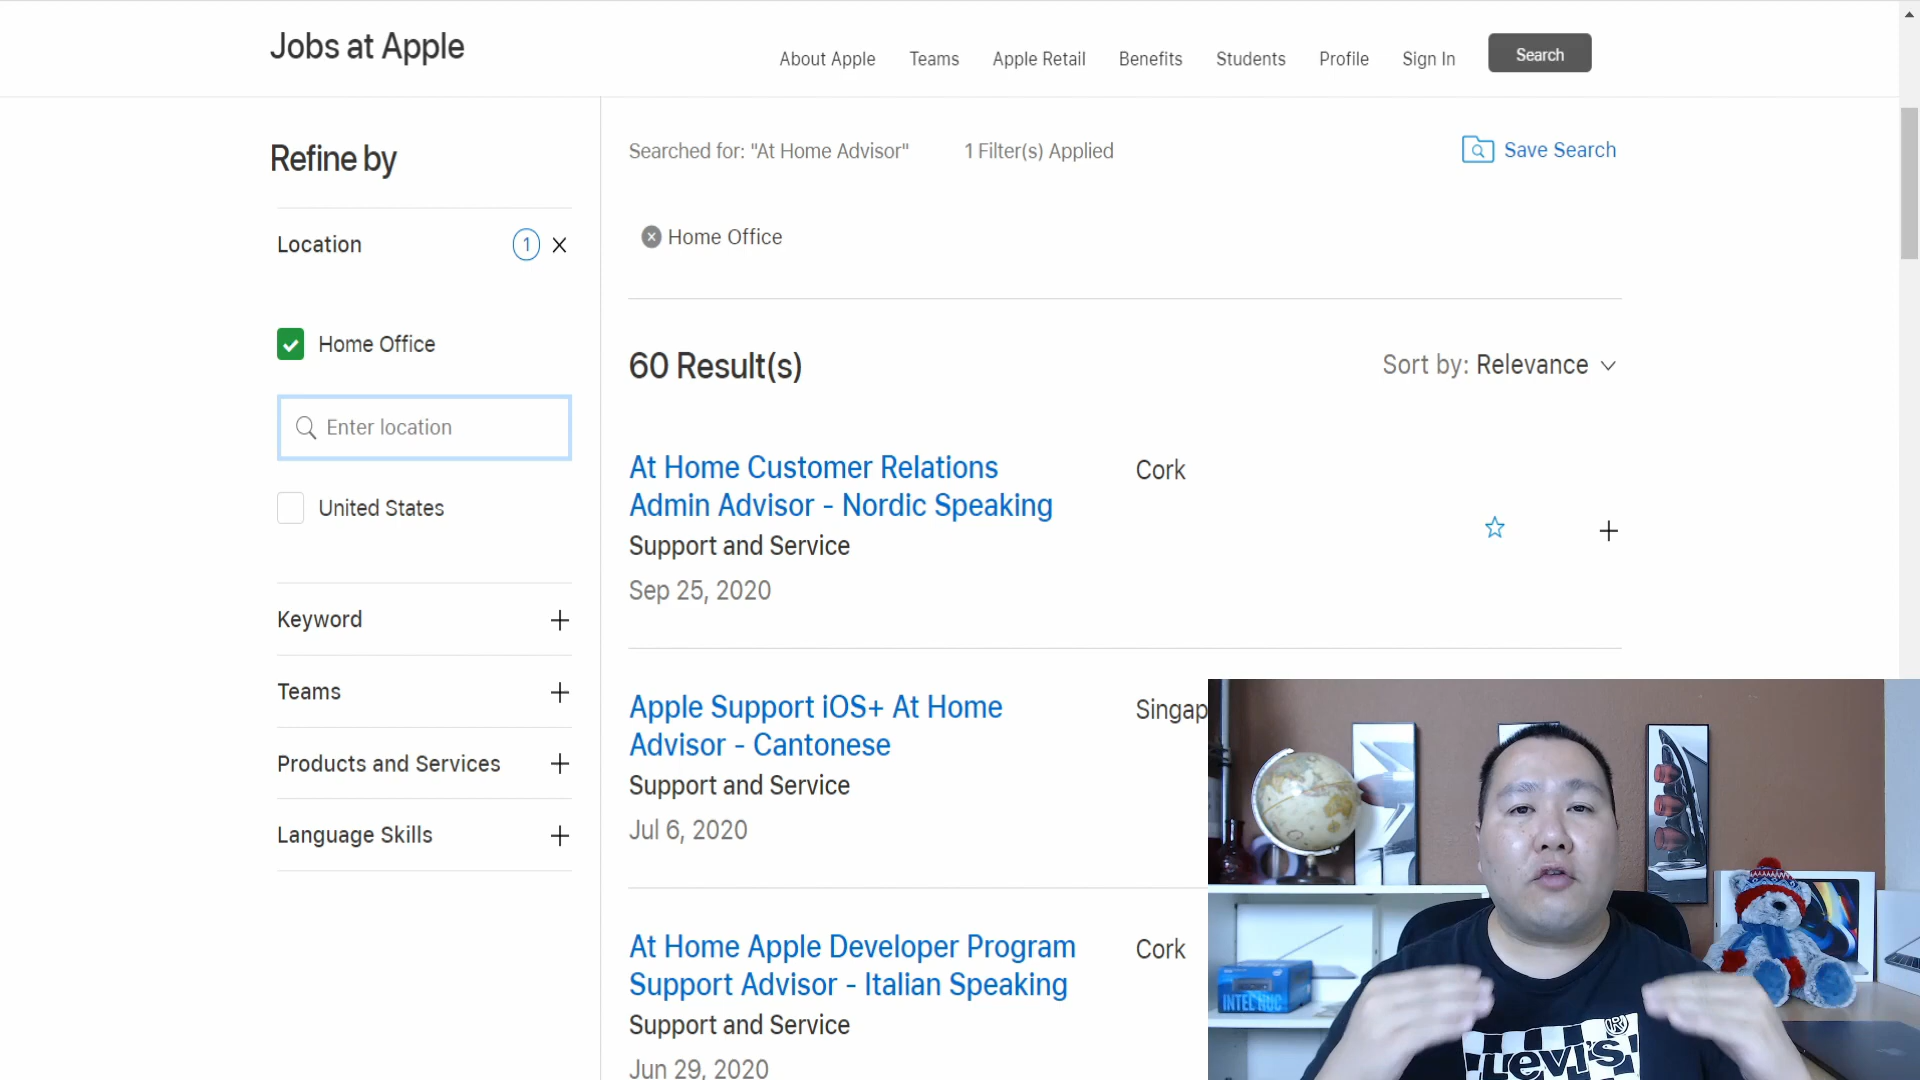 Jobs at Apple
About Apple
Teams
Apple Retail
Benefits
Students
Profile
Sign In
Search
Refine by
Location
1
Home Office
Enter location
United States
Keyword
Teams
Products and Services
Language Skills
Searched for: "At Home Advisor"
1 Filter(s) Applied
Save Search
Home Office
60 Result(s)
Sort by: Relevance
At Home Customer Relations
Admin Advisor - Nordic Speaking
Support and Service
Sep 25, 2020
Cork
Apple Support iOS+ At Home
Advisor - Cantonese
Support and Service
Jul 6, 2020
Singap
At Home Apple Developer Program
Support Advisor - Italian Speaking
Support and Service
Jun 29, 2020
Cork
INTEL NUC
Levi's
®